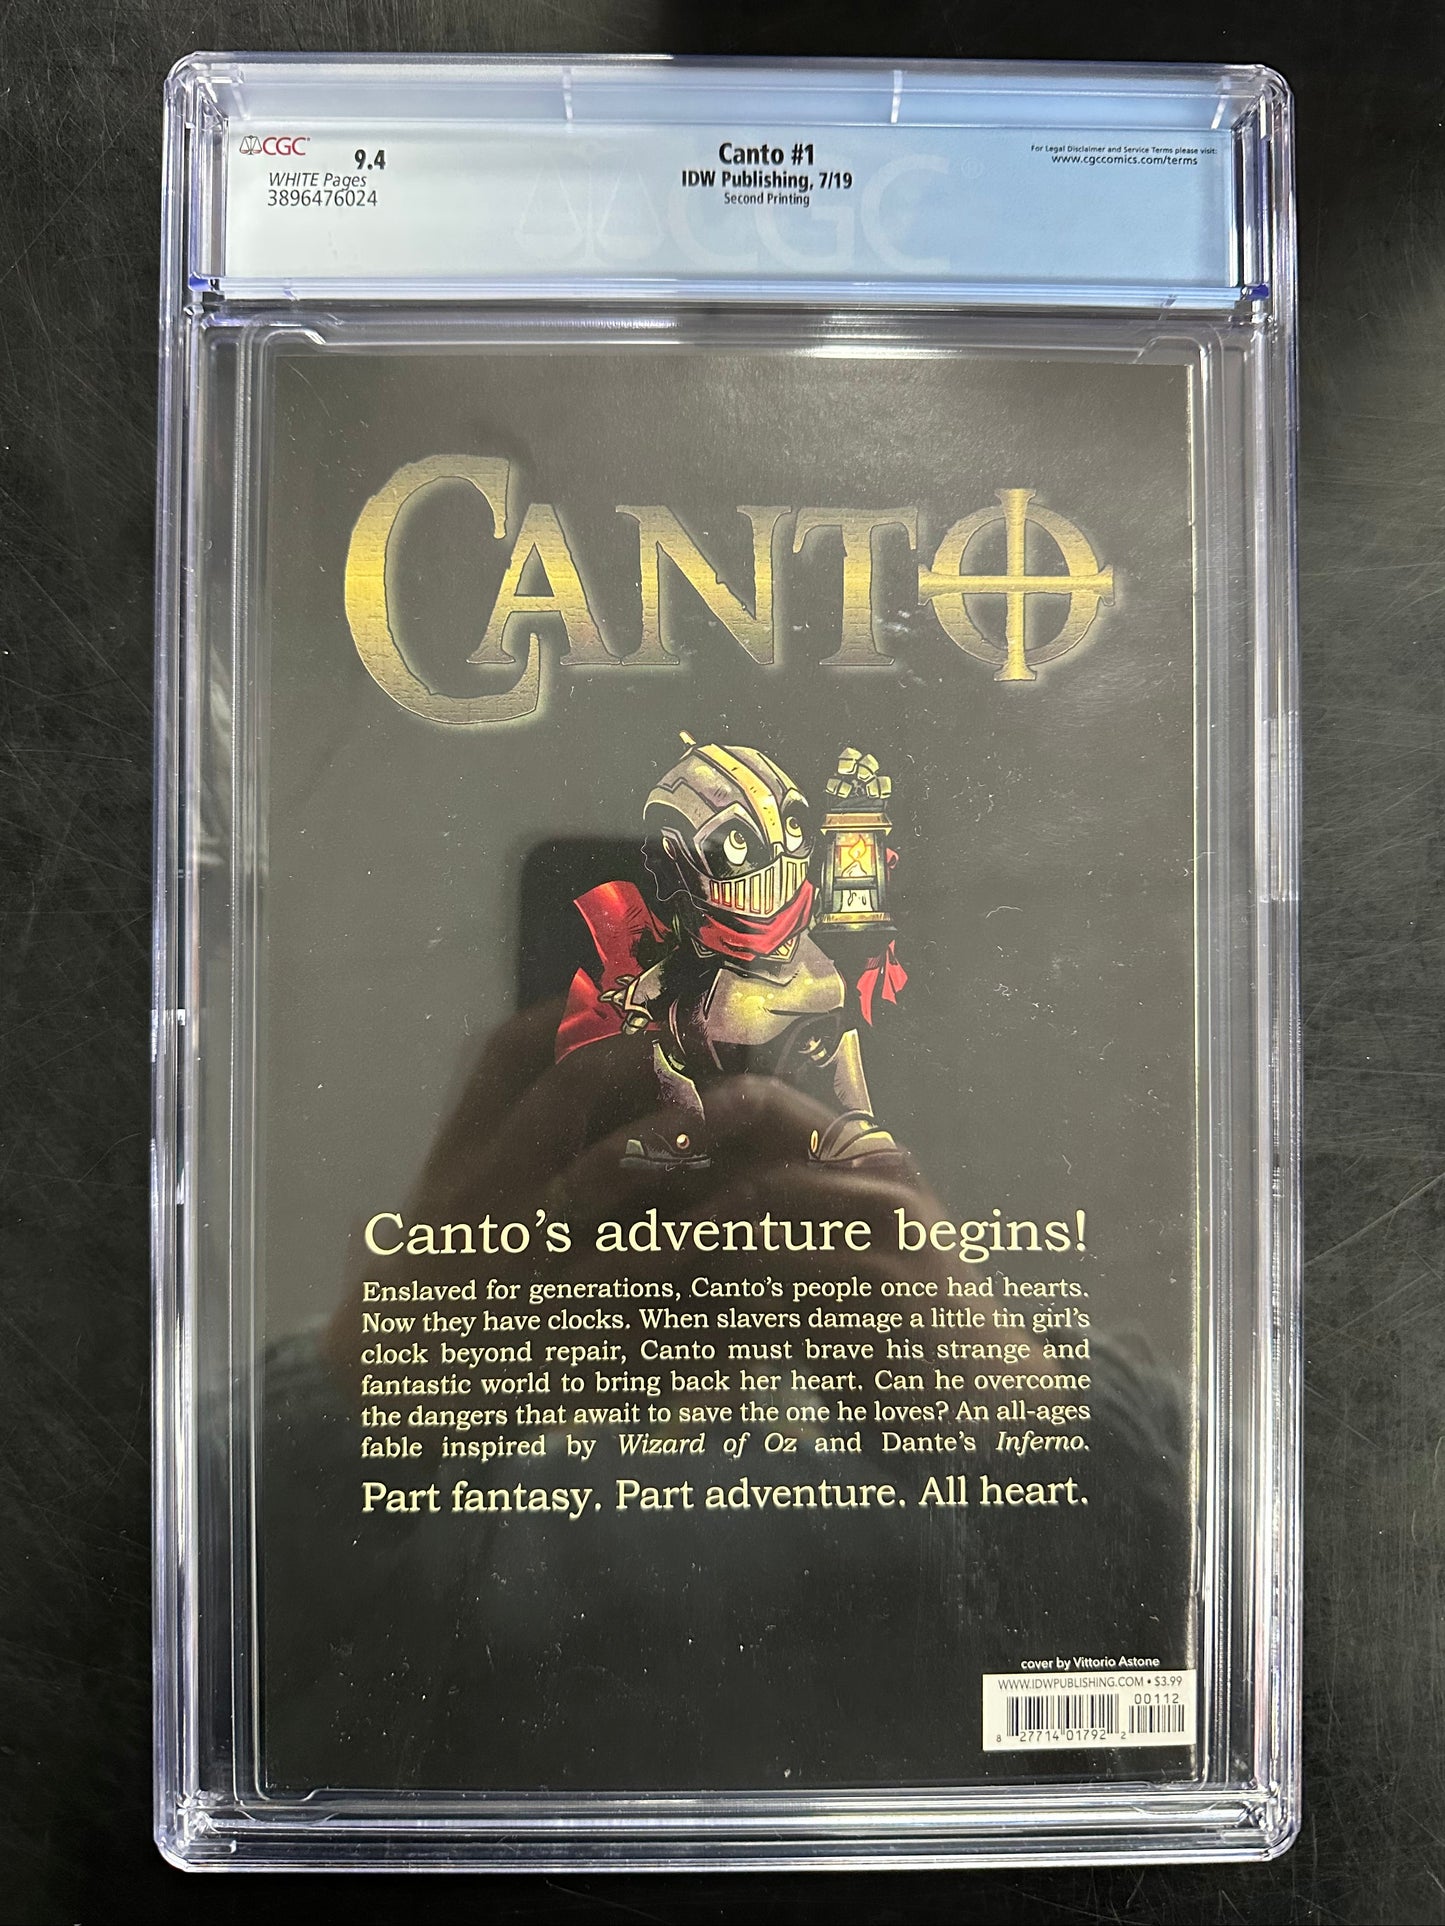 CGC
9.4
WHITE Pages
3896476024
Canto #1
IDW Publishing, 7/19
Second Printing
For Legal Disclaimer and Service Terms please visit:
www.cgccomics.com/terms
CGC
CANTO
Canto's adventure begins!
Enslaved for generations, Canto's people once had hearts.
Now they have clocks. When slavers damage a little tin girl's
clock beyond repair, Canto must brave his strange and
fantastic world to bring back her heart. Can he overcome
the dangers that await to save the one he loves? An all-ages
fable inspired by Wizard of Oz and Dante's Inferno.
Part fantasy. Part adventure. All heart.
cover by Vittorio Astone
WWW.IDWPUBLISHING.COM • $3.99
00112
8 27714 01792 2